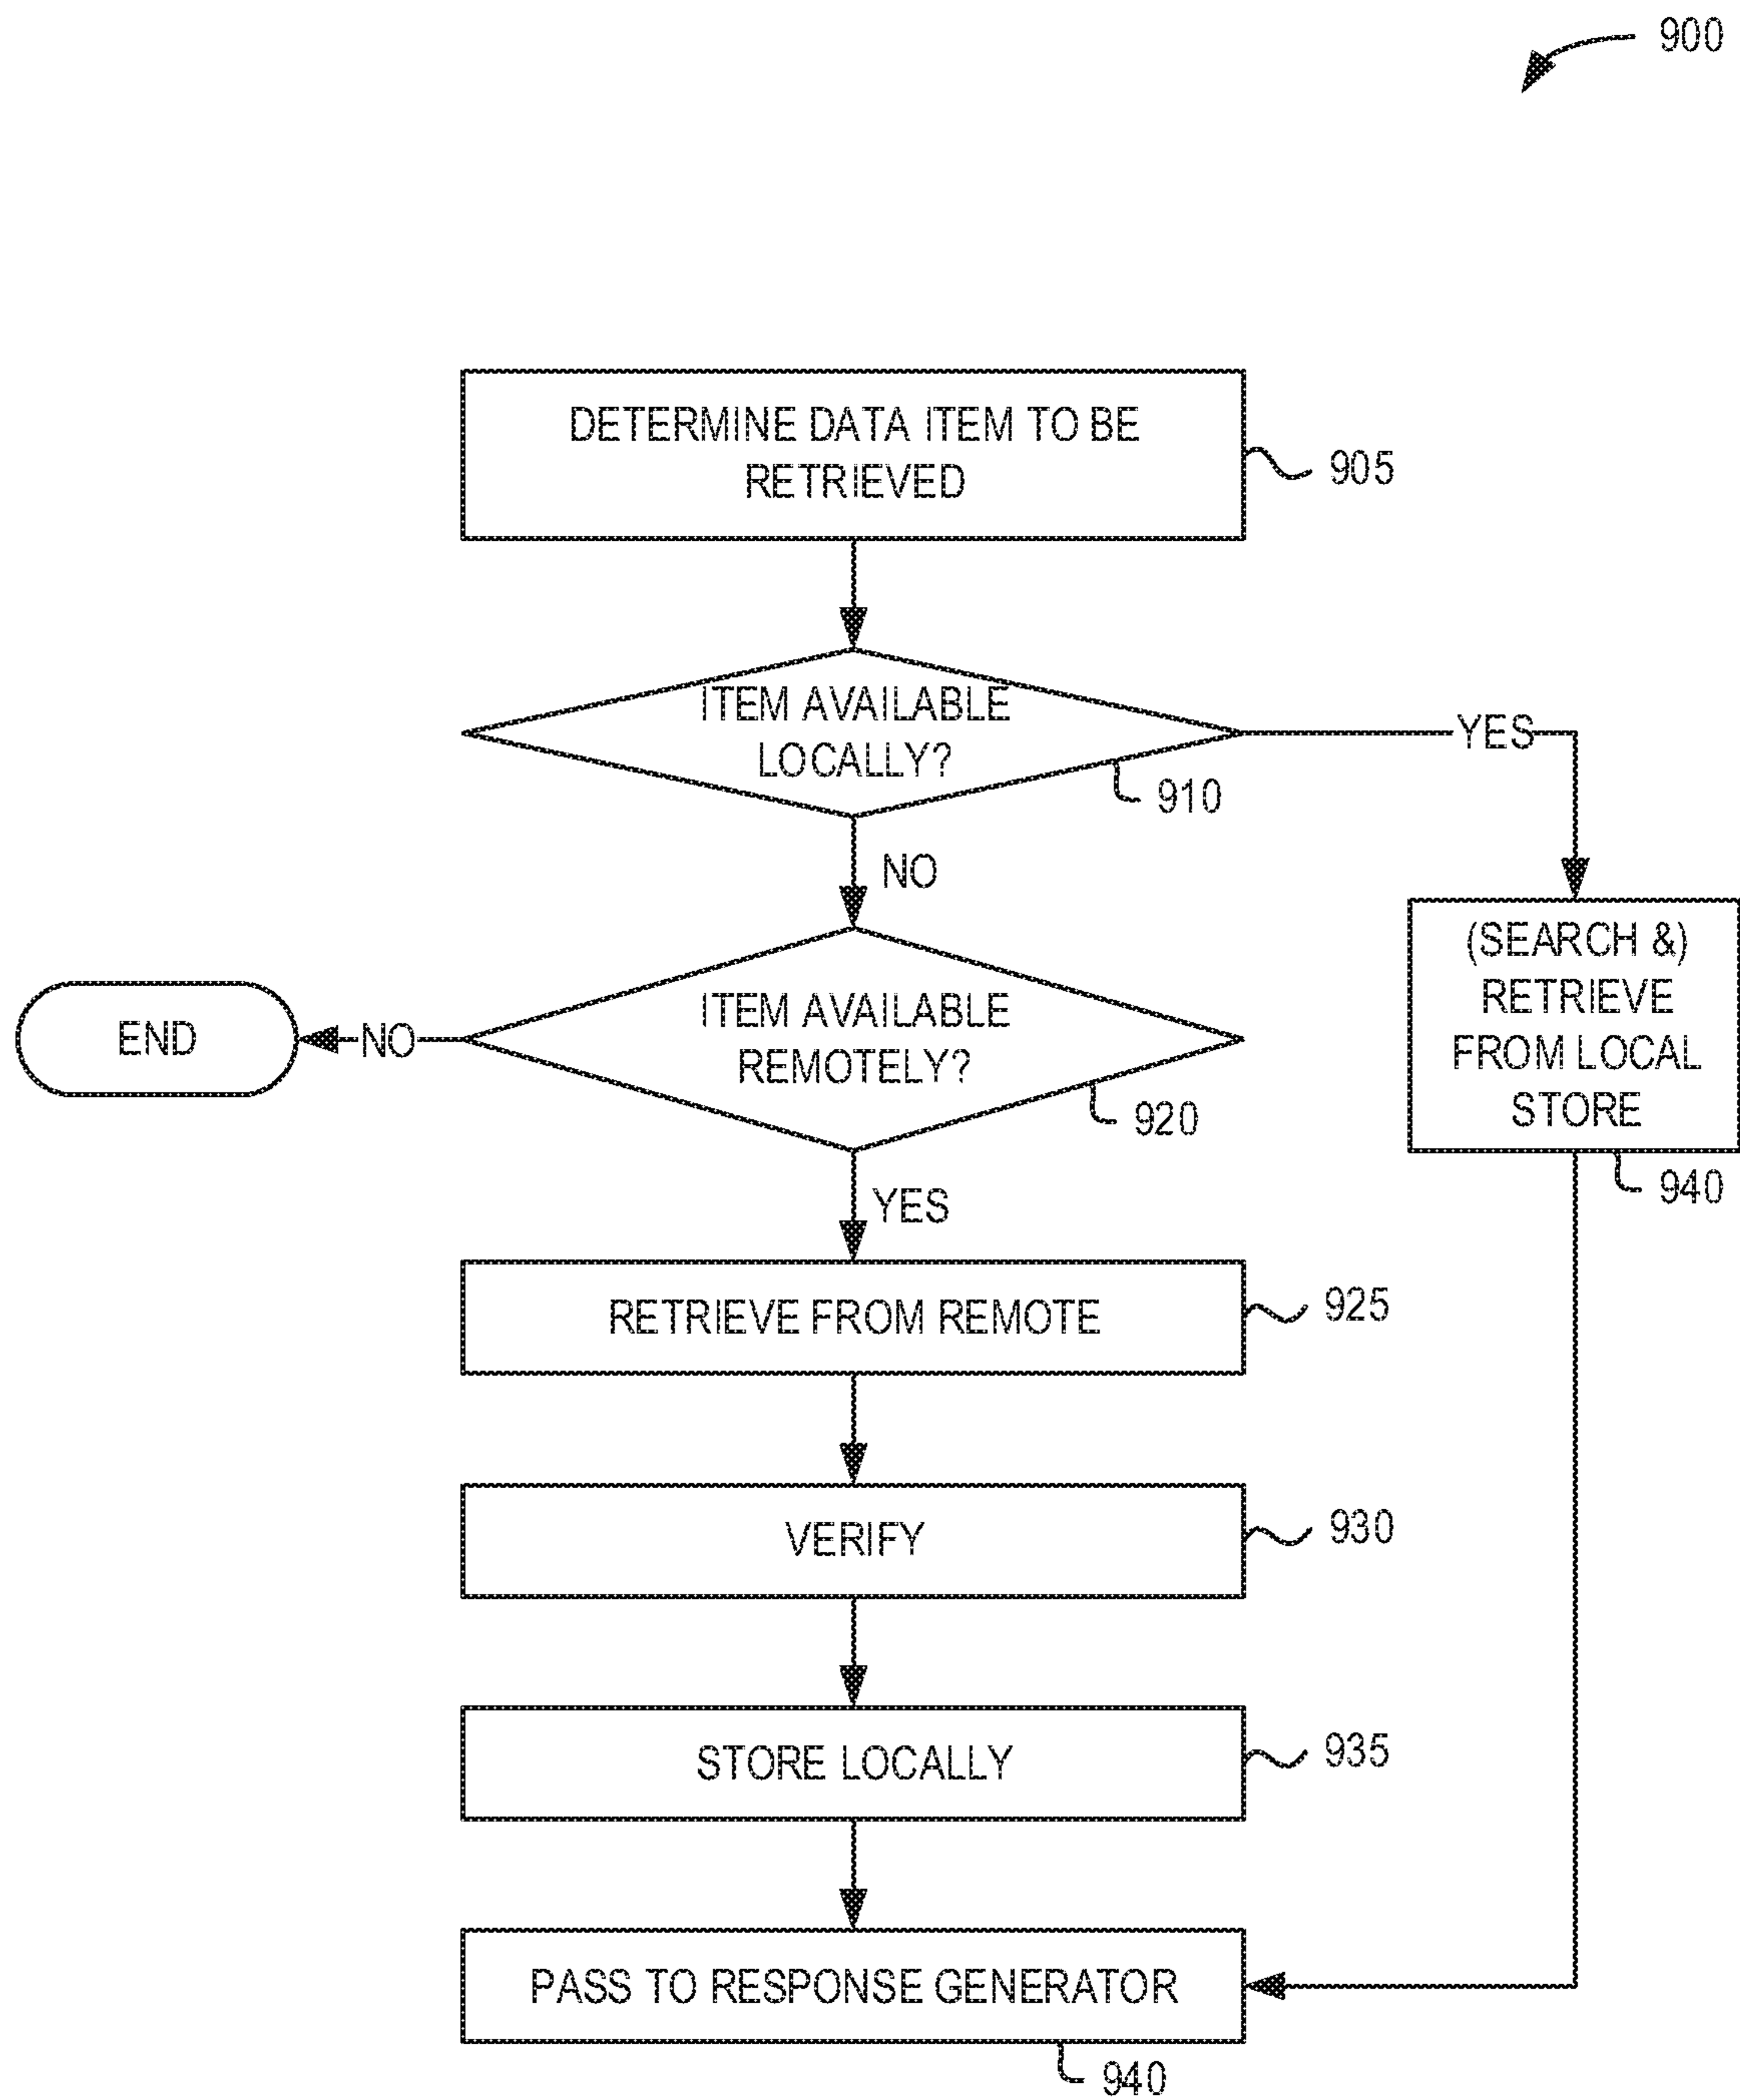 900
DETERMINE DATA ITEM TO BE
RETRIEVED
905
ITEM AVAILABLE
LOCALLY?
YES
910
NO
(SEARCH &)
RETRIEVE
FROM LOCAL
STORE
940
ITEM AVAILABLE
REMOTELY?
NO
END
920
YES
RETRIEVE FROM REMOTE
925
VERIFY
930
STORE LOCALLY
935
PASS TO RESPONSE GENERATOR
940